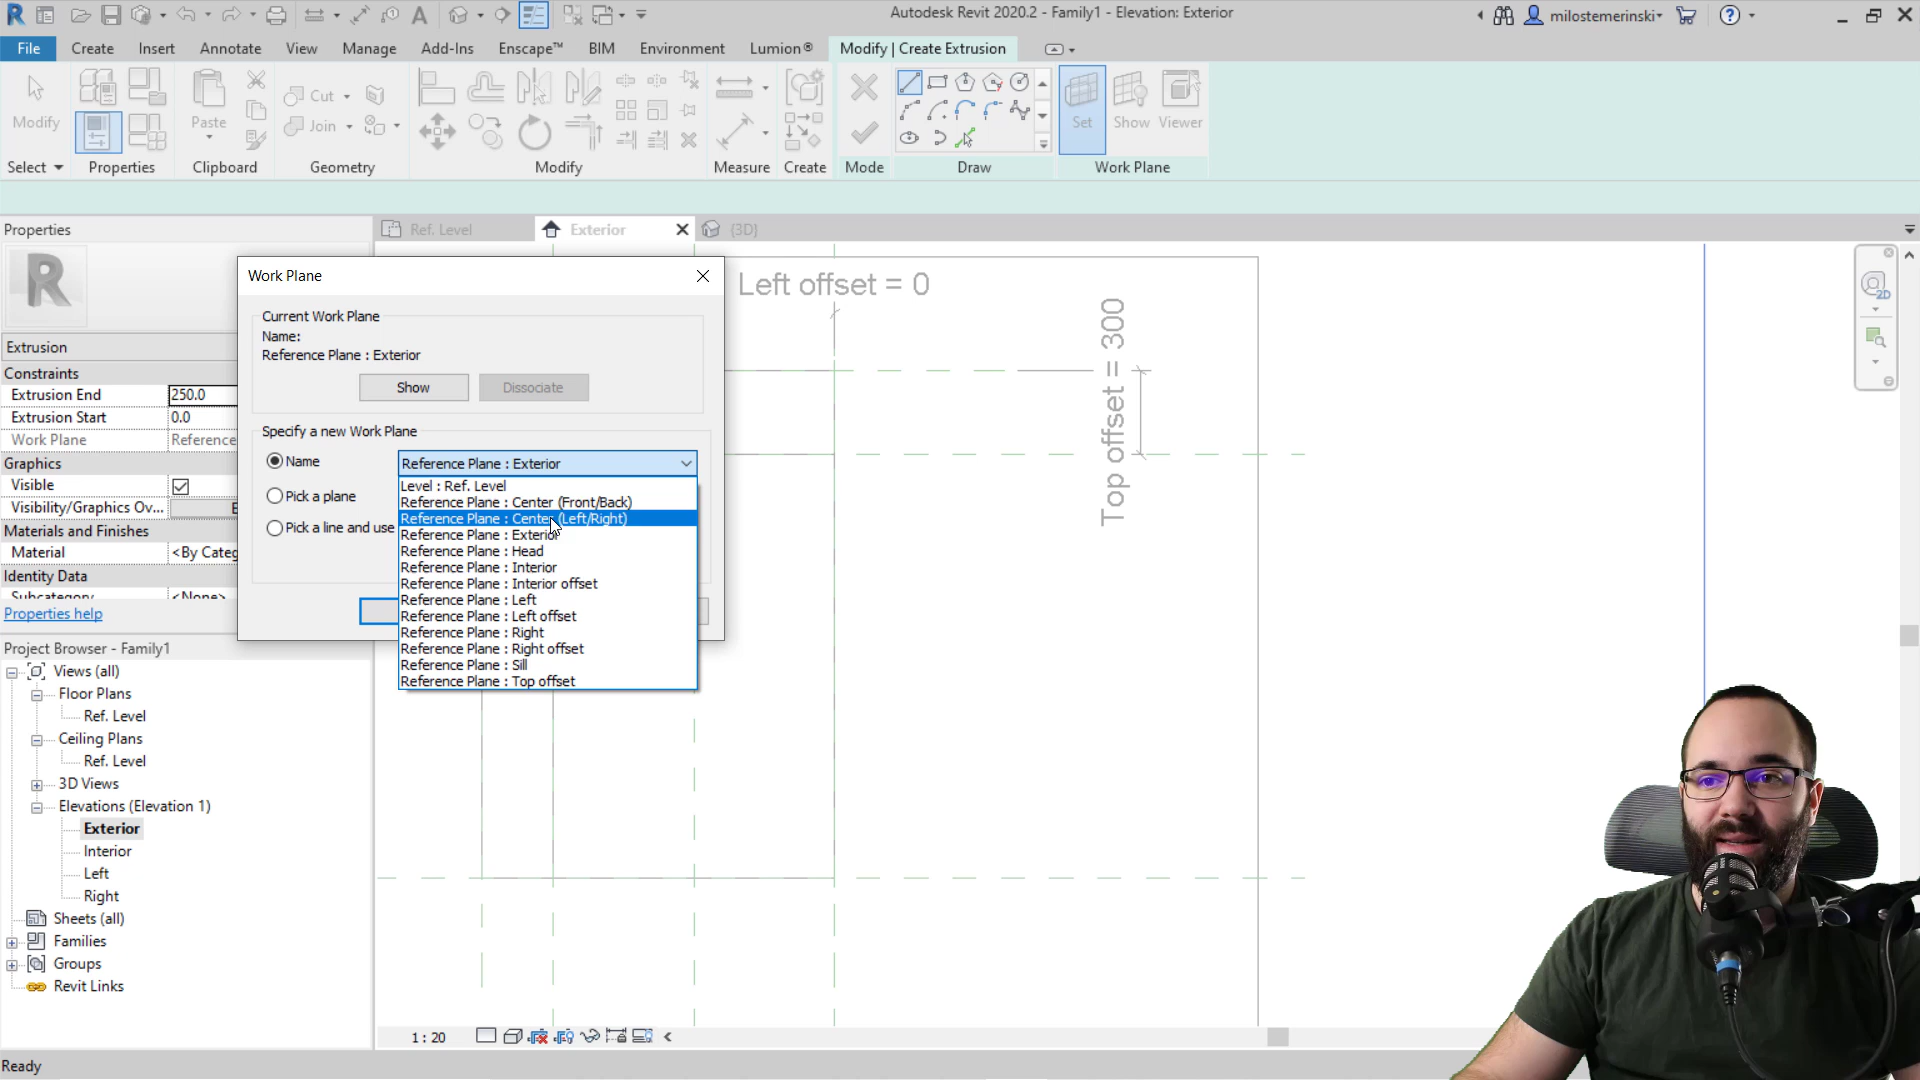 Autodesk Revit 2020.2 - Family1 - Elevation: Exterior
milostemerinski
File Create Insert Annotate View Manage Add-Ins Enscape™ BIM Environment Lumion® Modify | Create Extrusion
Modify
Paste
Cut
Join
Set Show Viewer
Select Properties Clipboard Geometry Modify Measure Create Mode Draw Work Plane
Properties
Ref. Level
Exterior
{3D}
Extrusion
Constraints
Extrusion End 250.0
Extrusion Start 0.0
Work Plane Reference
Graphics
Visible
Visibility/Graphics Ov... E
Materials and Finishes
Material <By Categ
Identity Data
Subcategory <None>
Properties help
Work Plane
Current Work Plane
Name:
Reference Plane : Exterior
Show Dissociate
Specify a new Work Plane
Name
Reference Plane : Exterior
Pick a plane
Pick a line and use
Level : Ref. Level
Reference Plane : Center (Front/Back)
Reference Plane : Center (Left/Right)
Reference Plane : Exterior
Reference Plane : Head
Reference Plane : Interior
Reference Plane : Interior offset
Reference Plane : Left
Reference Plane : Left offset
Reference Plane : Right
Reference Plane : Right offset
Reference Plane : Sill
Reference Plane : Top offset
Left offset = 0
Top offset = 300
2D
Project Browser - Family1
Views (all)
Floor Plans
Ref. Level
Ceiling Plans
Ref. Level
3D Views
Elevations (Elevation 1)
Exterior
Interior
Left
Right
Sheets (all)
Families
Groups
Revit Links
1 : 20
Ready